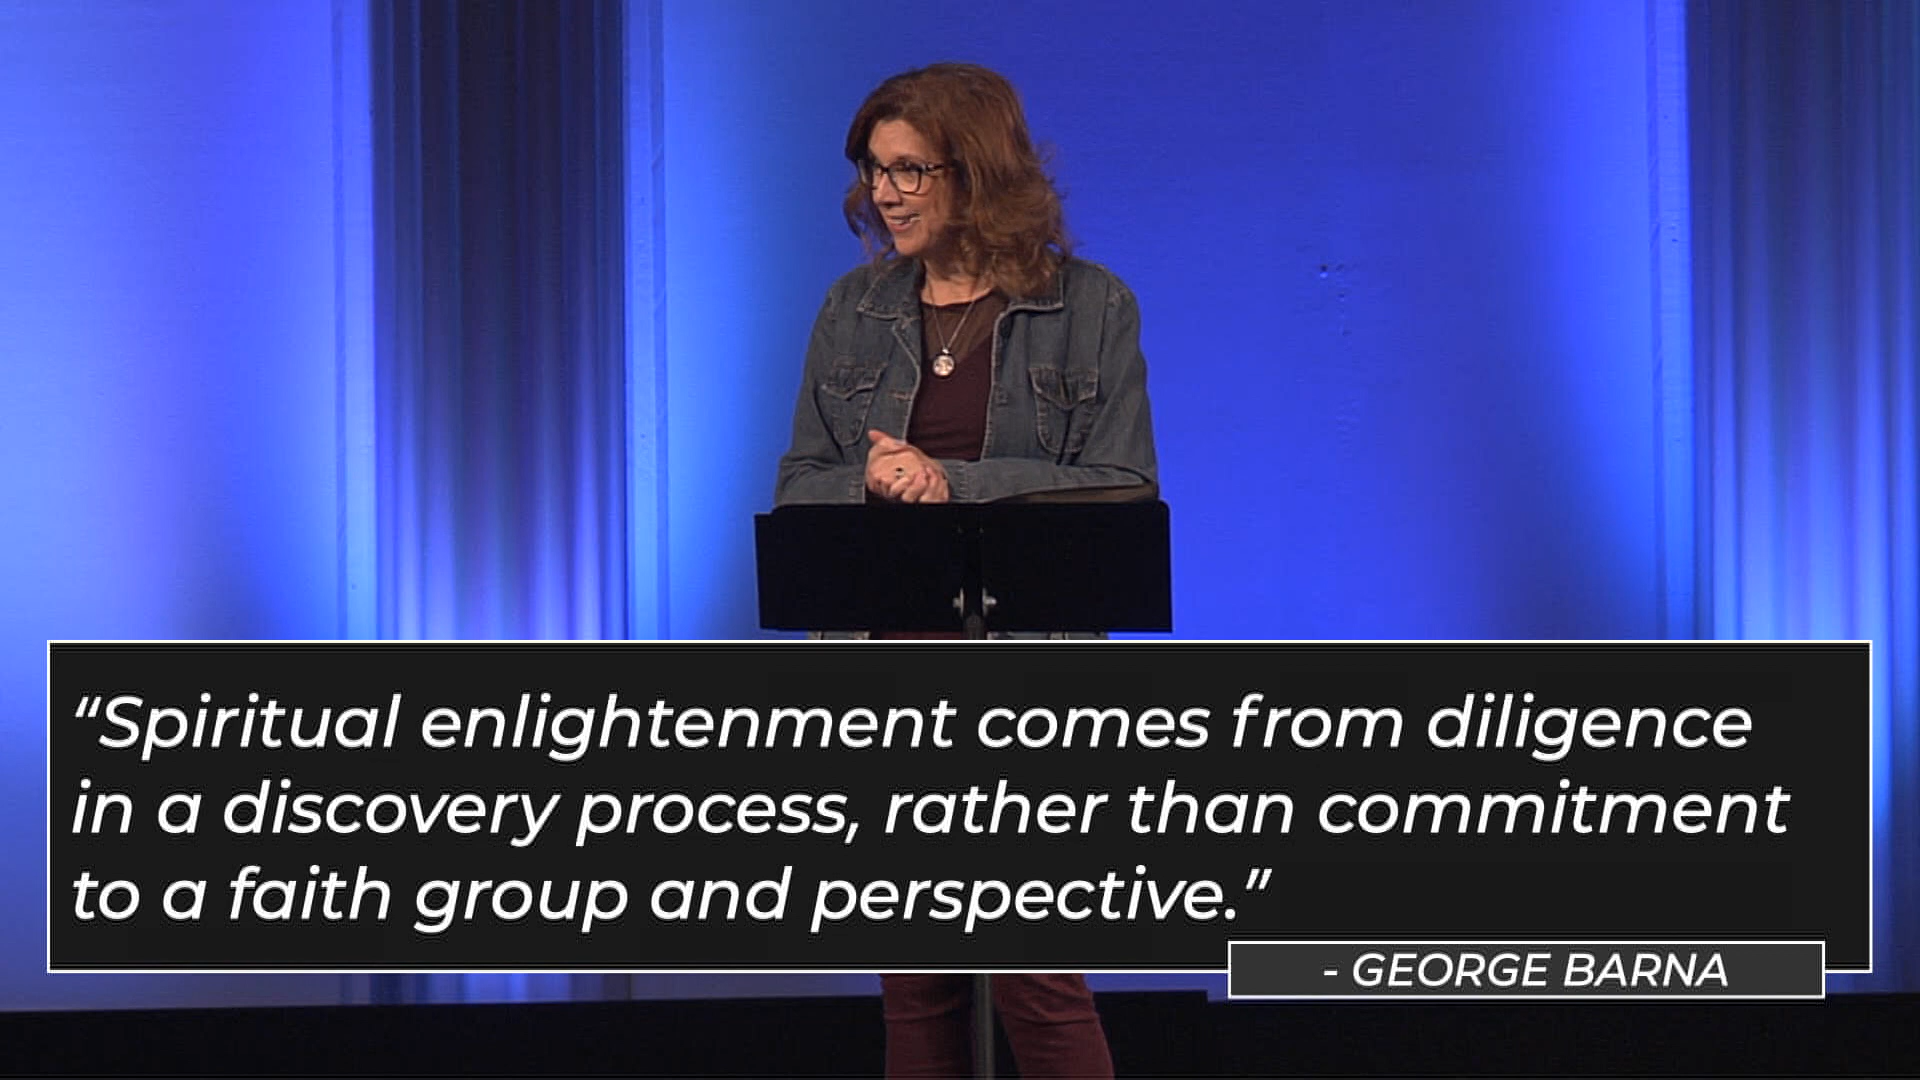 “Spiritual enlightenment comes from diligence
in a discovery process, rather than commitment
to a faith group and perspective.”
- GEORGE BARNA